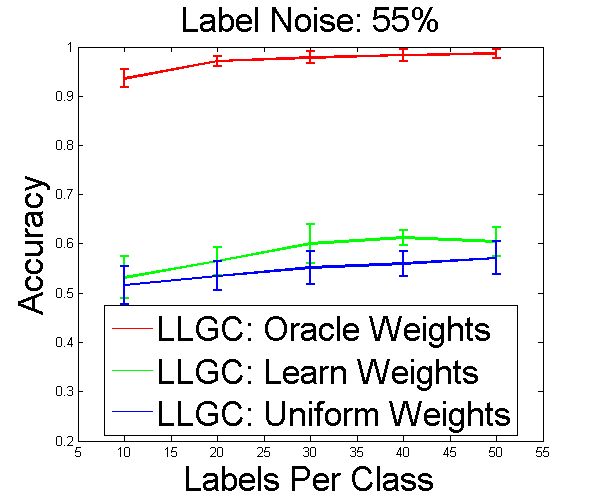 Label Noise: 55%
1
0.9
0.8
0.7
0.6
0.5
0.4
0.3
0.2
Accuracy
LLGC: Oracle Weights
LLGC: Learn Weights
LLGC: Uniform Weights
5 10 15 20 25 30 35 40 45 50 55
Labels Per Class